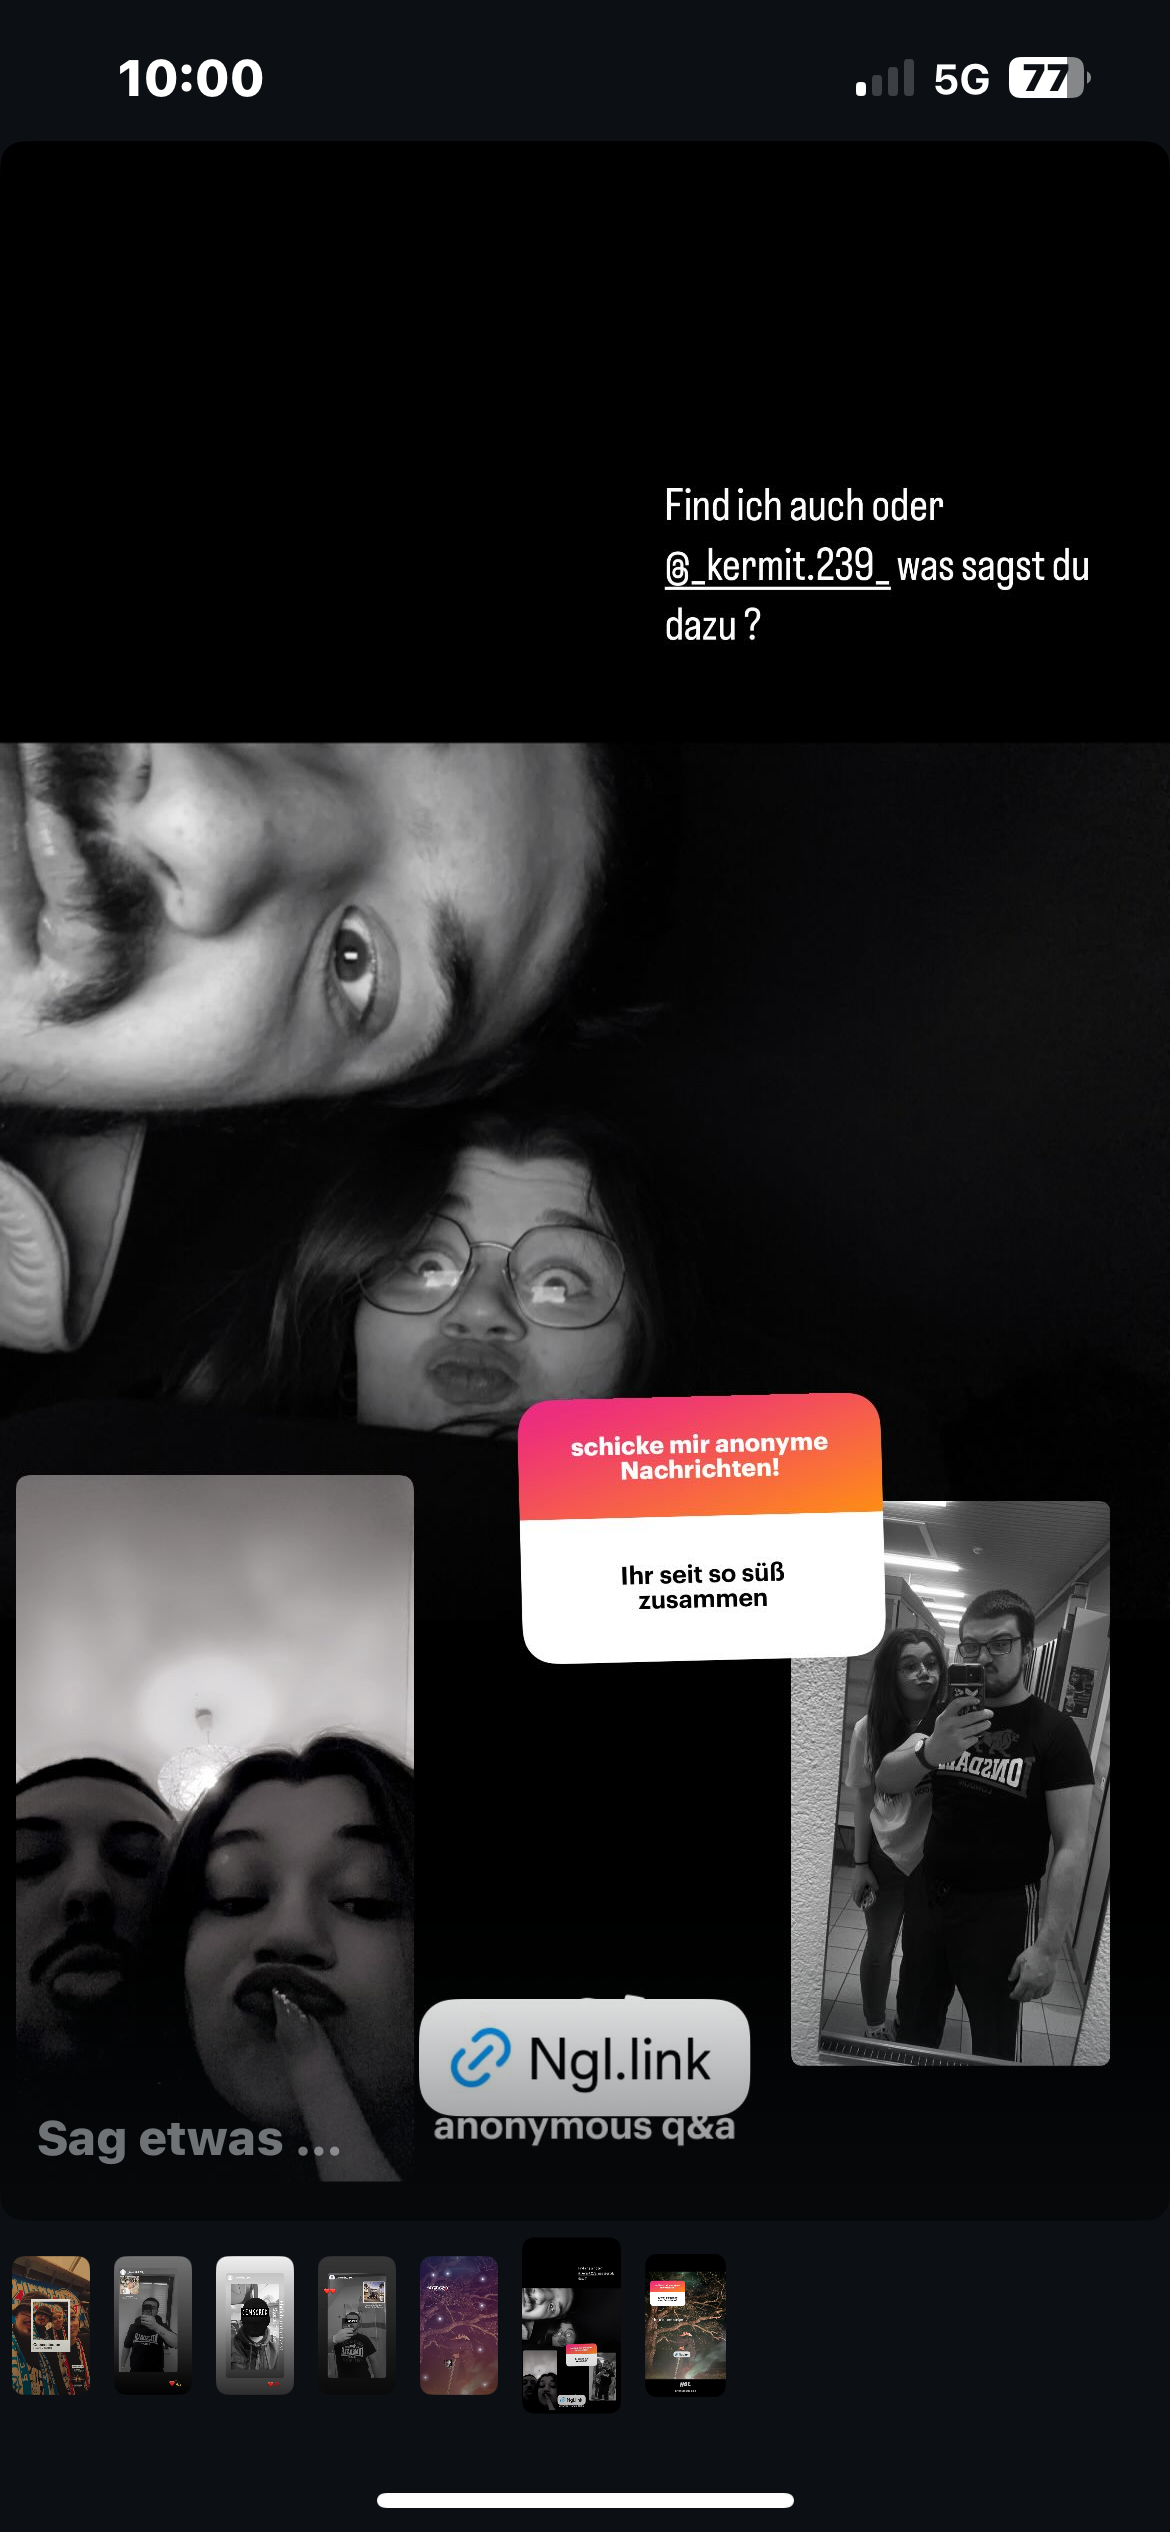 10:00
5G
77
Find ich auch oder
@_kermit.239_ was sagst du
dazu ?
schicke mir anonyme
Nachrichten!
Ihr seit so süß
zusammen
Ngl.link
anonymous q&a
Sag etwas ...